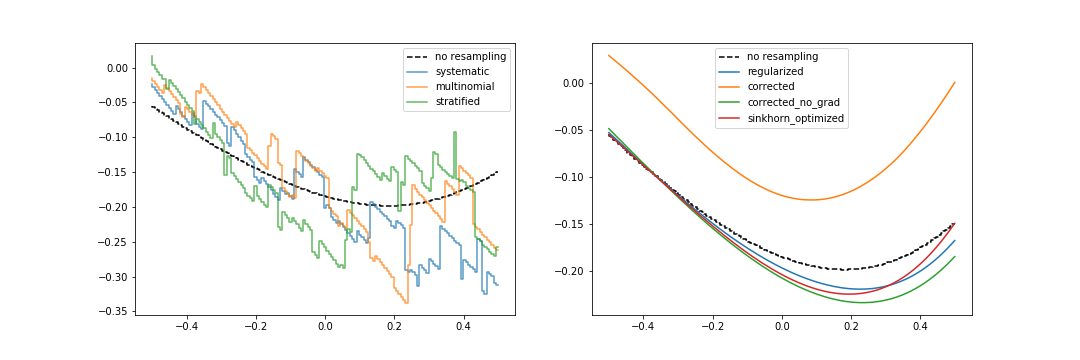 0.00
−0.05
−0.10
−0.15
−0.20
−0.25
−0.30
−0.35
−0.4
−0.2
0.0
0.2
0.4
no resampling
systematic
multinomial
stratified
0.00
−0.05
−0.10
−0.15
−0.20
−0.4
−0.2
0.0
0.2
0.4
no resampling
regularized
corrected
corrected_no_grad
sinkhorn_optimized